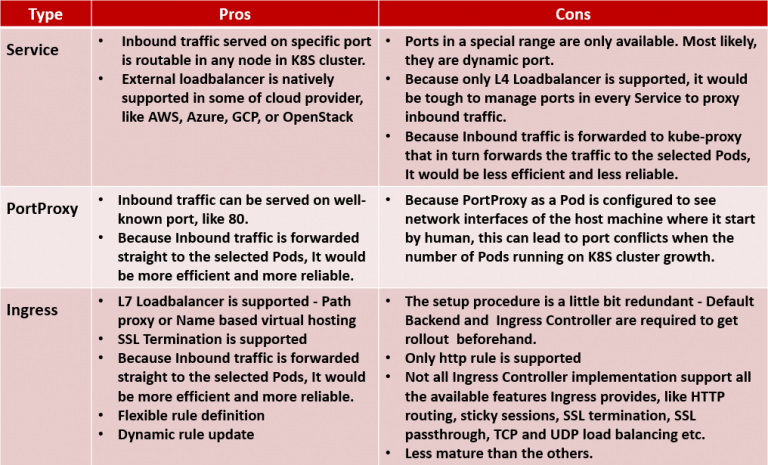 Type
Pros
Cons
Service
• Inbound traffic served on specific port
is routable in any node in K8S cluster.
• External loadbalancer is natively
supported in some of cloud provider,
like AWS, Azure, GCP, or OpenStack
• Ports in a special range are only available. Most likely,
they are dynamic port.
• Because only L4 Loadbalancer is supported, it would
be tough to manage ports in every Service to proxy
inbound traffic.
• Because Inbound traffic is forwarded to kube-proxy
that in turn forwards the traffic to the selected Pods,
It would be less efficient and less reliable.
PortProxy
• Inbound traffic can be served on well-
known port, like 80.
• Because Inbound traffic is forwarded
straight to the selected Pods, It would
be more efficient and more reliable.
• Because PortProxy as a Pod is configured to see
network interfaces of the host machine where it start
by human, this can lead to port conflicts when the
number of Pods running on K8S cluster growth.
Ingress
• L7 Loadbalancer is supported - Path
proxy or Name based virtual hosting
• SSL Termination is supported
• Because Inbound traffic is forwarded
straight to the selected Pods, It would
be more efficient and more reliable.
• Flexible rule definition
• Dynamic rule update
• The setup procedure is a little bit redundant - Default
Backend and Ingress Controller are required to get
rollout beforehand.
• Only http rule is supported
• Not all Ingress Controller implementation support all
the available features Ingress provides, like HTTP
routing, sticky sessions, SSL termination, SSL
passthrough, TCP and UDP load balancing etc.
• Less mature than the others.